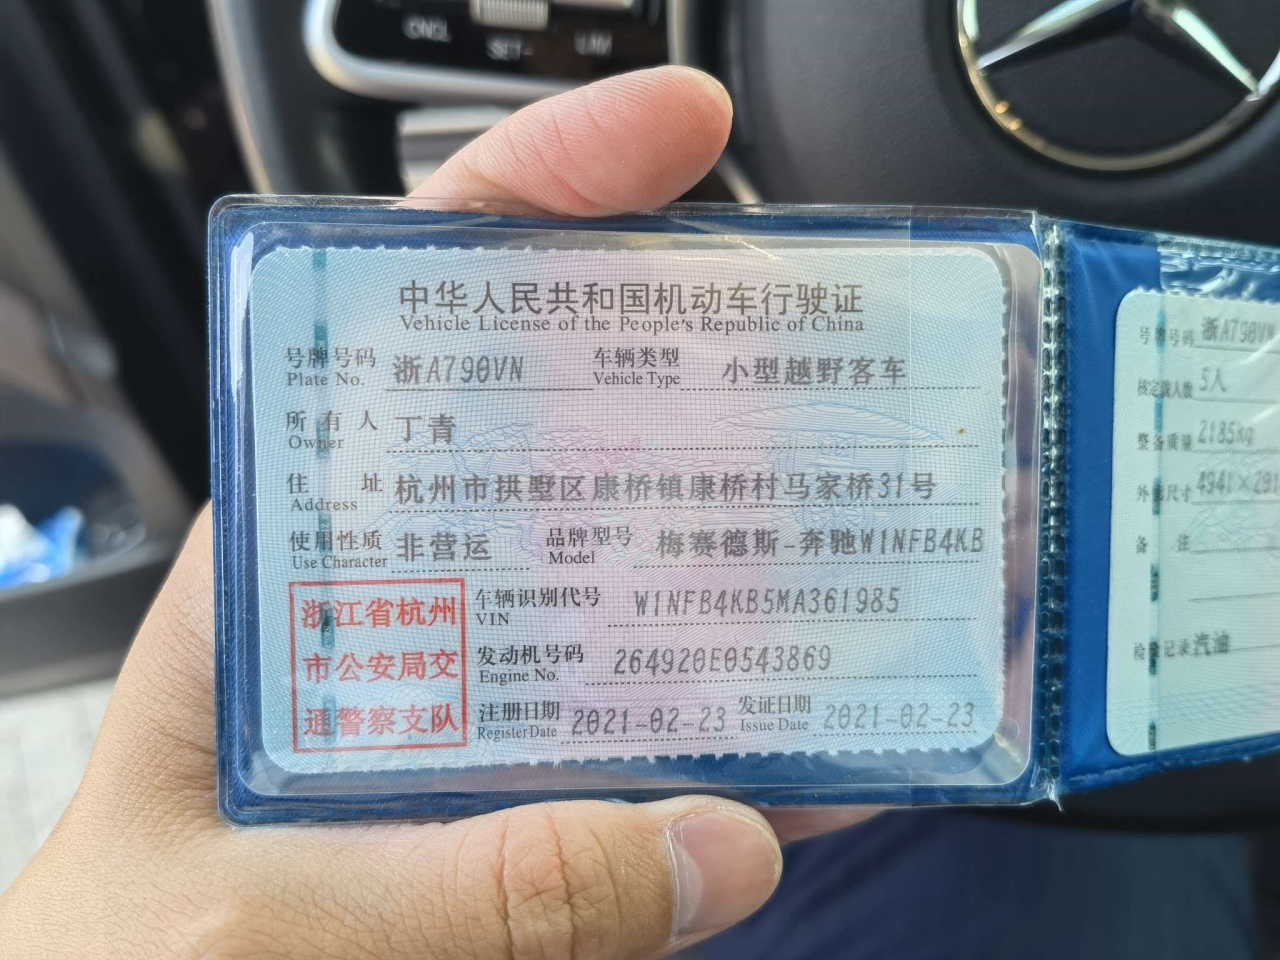 CNCL
SET-
LIM
中华人民共和国机动车行驶证
Vehicle License of the People's Republic of China
号牌号码 浙A790VN 车辆类型 小型越野客车
Plate No. Vehicle Type
所有人 丁青
Owner
住址 杭州市拱墅区康桥镇康桥村马家桥31号
Address
使用性质 非营运 品牌型号 梅赛德斯-奔驰W1NFB4KB
Use Character Model
浙江省杭州
市公安局交
通警察支队
车辆识别代号 W1NFB4KB5MA361985
VIN
发动机号码 264920E0543869
Engine No.
注册日期 2021-02-23 发证日期 2021-02-23
Register Date Issue Date
号牌号码 浙A790VN
核定载人数 5人
整备质量 2185kg
外廓尺寸 4941×
备注
检验记录 汽油